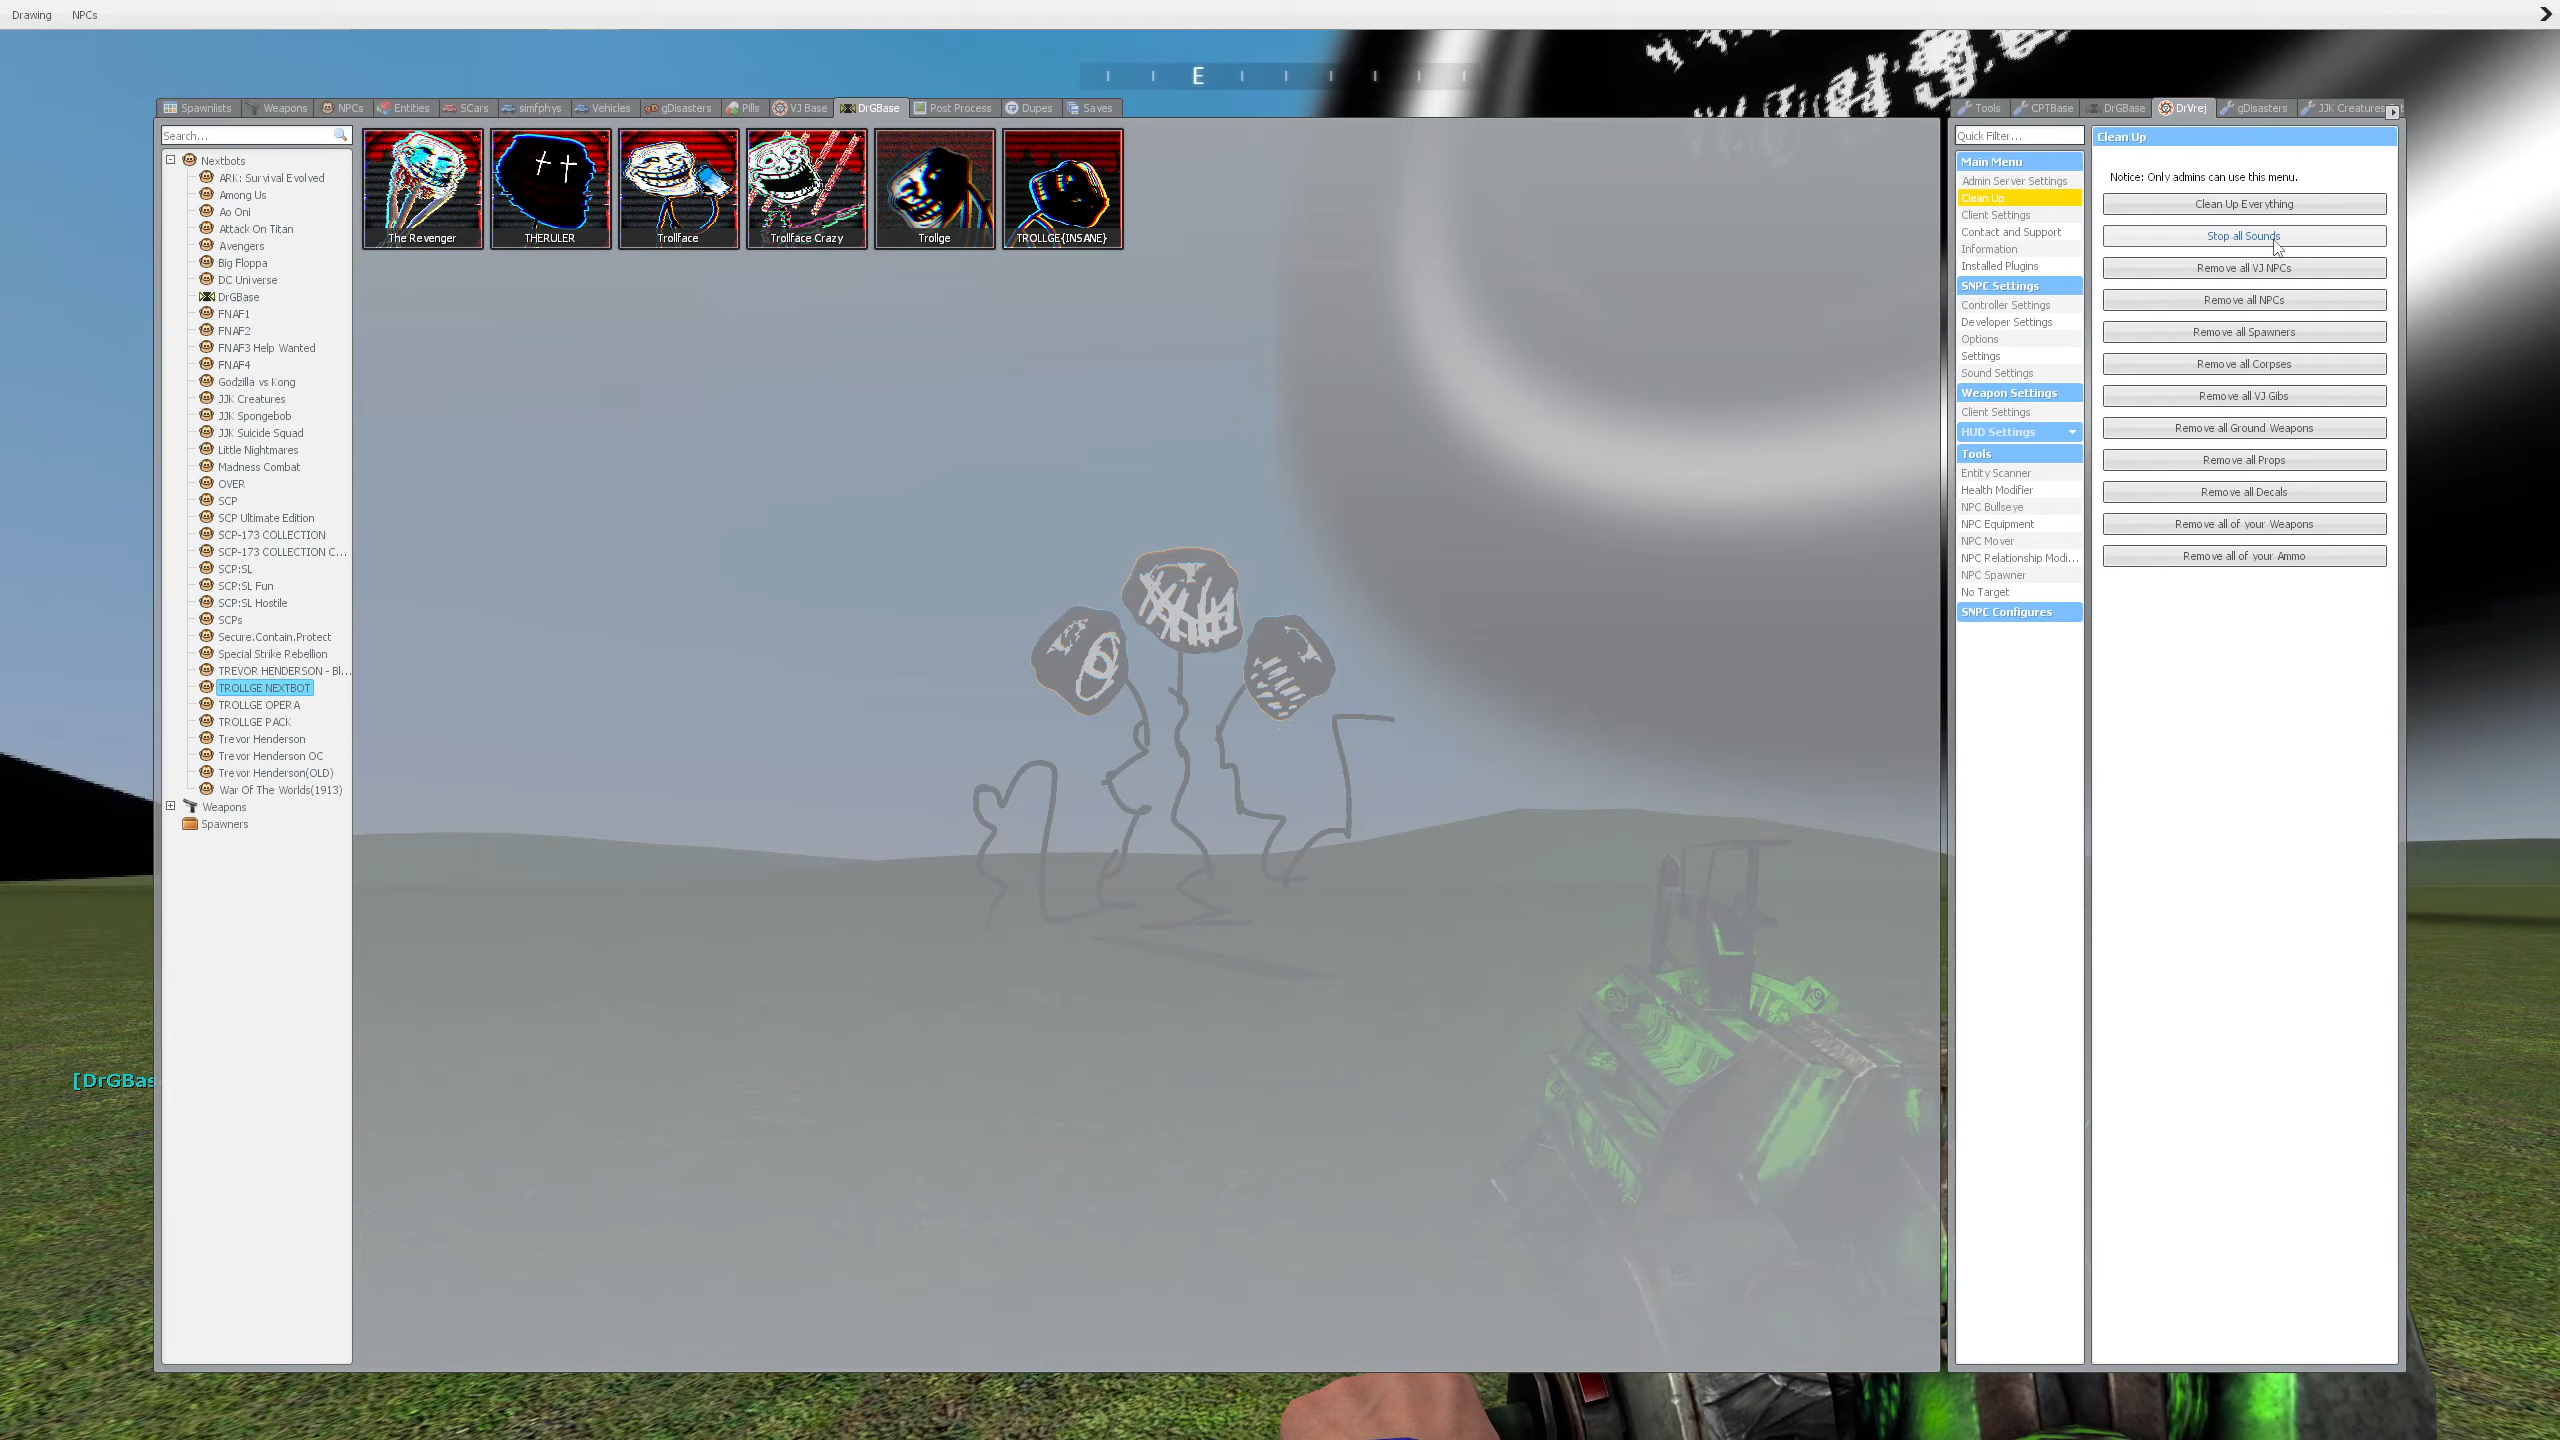 Drawing NPCs
E
Spawnlists Weapons NPCs Entities SCars simfphys Vehicles gDisasters Pills VJ Base DrGBase Post Process Dupes Saves
Search...
Nextbots
ARK: Survival Evolved
Among Us
Ao Oni
Attack On Titan
Avengers
Big Floppa
DC Universe
DrGBase
FNAF1
FNAF2
FNAF3 Help Wanted
FNAF4
Godzilla vs Kong
JJK Creatures
JJK Spongebob
JJK Suicide Squad
Little Nightmares
Madness Combat
OVER
SCP
SCP Ultimate Edition
SCP-173 COLLECTION
SCP-173 COLLECTION C...
SCP:SL
SCP:SL Fun
SCP:SL Hostile
SCPs
Secure.Contain.Protect
Special Strike Rebellion
TREVOR HENDERSON - Bl...
TROLLGE NEXTBOT
TROLLGE OPERA
TROLLGE PACK
Trevor Henderson
Trevor Henderson OC
Trevor Henderson(OLD)
War Of The Worlds(1913)
Weapons
Spawners
The Revenger THERULER Trollface Trollface Crazy Trollge TROLLGE{INSANE}
[DrGBas
Tools CPTBase DrGBase DrVrej gDisasters JJK Creatures
Quick Filter...
Main Menu
Admin Server Settings
Clean Up
Client Settings
Contact and Support
Information
Installed Plugins
SNPC Settings
Controller Settings
Developer Settings
Options
Settings
Sound Settings
Weapon Settings
Client Settings
HUD Settings
Tools
Entity Scanner
Health Modifier
NPC Bullseye
NPC Equipment
NPC Mover
NPC Relationship Modi...
NPC Spawner
No Target
SNPC Configures
Clean Up
Notice: Only admins can use this menu.
Clean Up Everything
Stop all Sounds
Remove all VJ NPCs
Remove all NPCs
Remove all Spawners
Remove all Corpses
Remove all VJ Gibs
Remove all Ground Weapons
Remove all Props
Remove all Decals
Remove all of your Weapons
Remove all of your Ammo